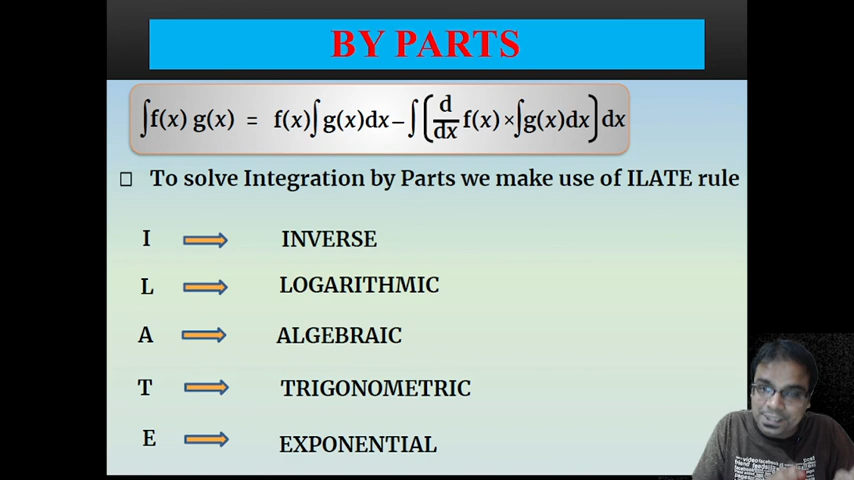 BY PARTS
∫f(x) g(x) = f(x)∫g(x)dx−∫(d/dx f(x)×∫g(x)dx)dx
To solve Integration by Parts we make use of ILATE rule
I ⇒ INVERSE
L ⇒ LOGARITHMIC
A ⇒ ALGEBRAIC
T ⇒ TRIGONOMETRIC
E ⇒ EXPONENTIAL